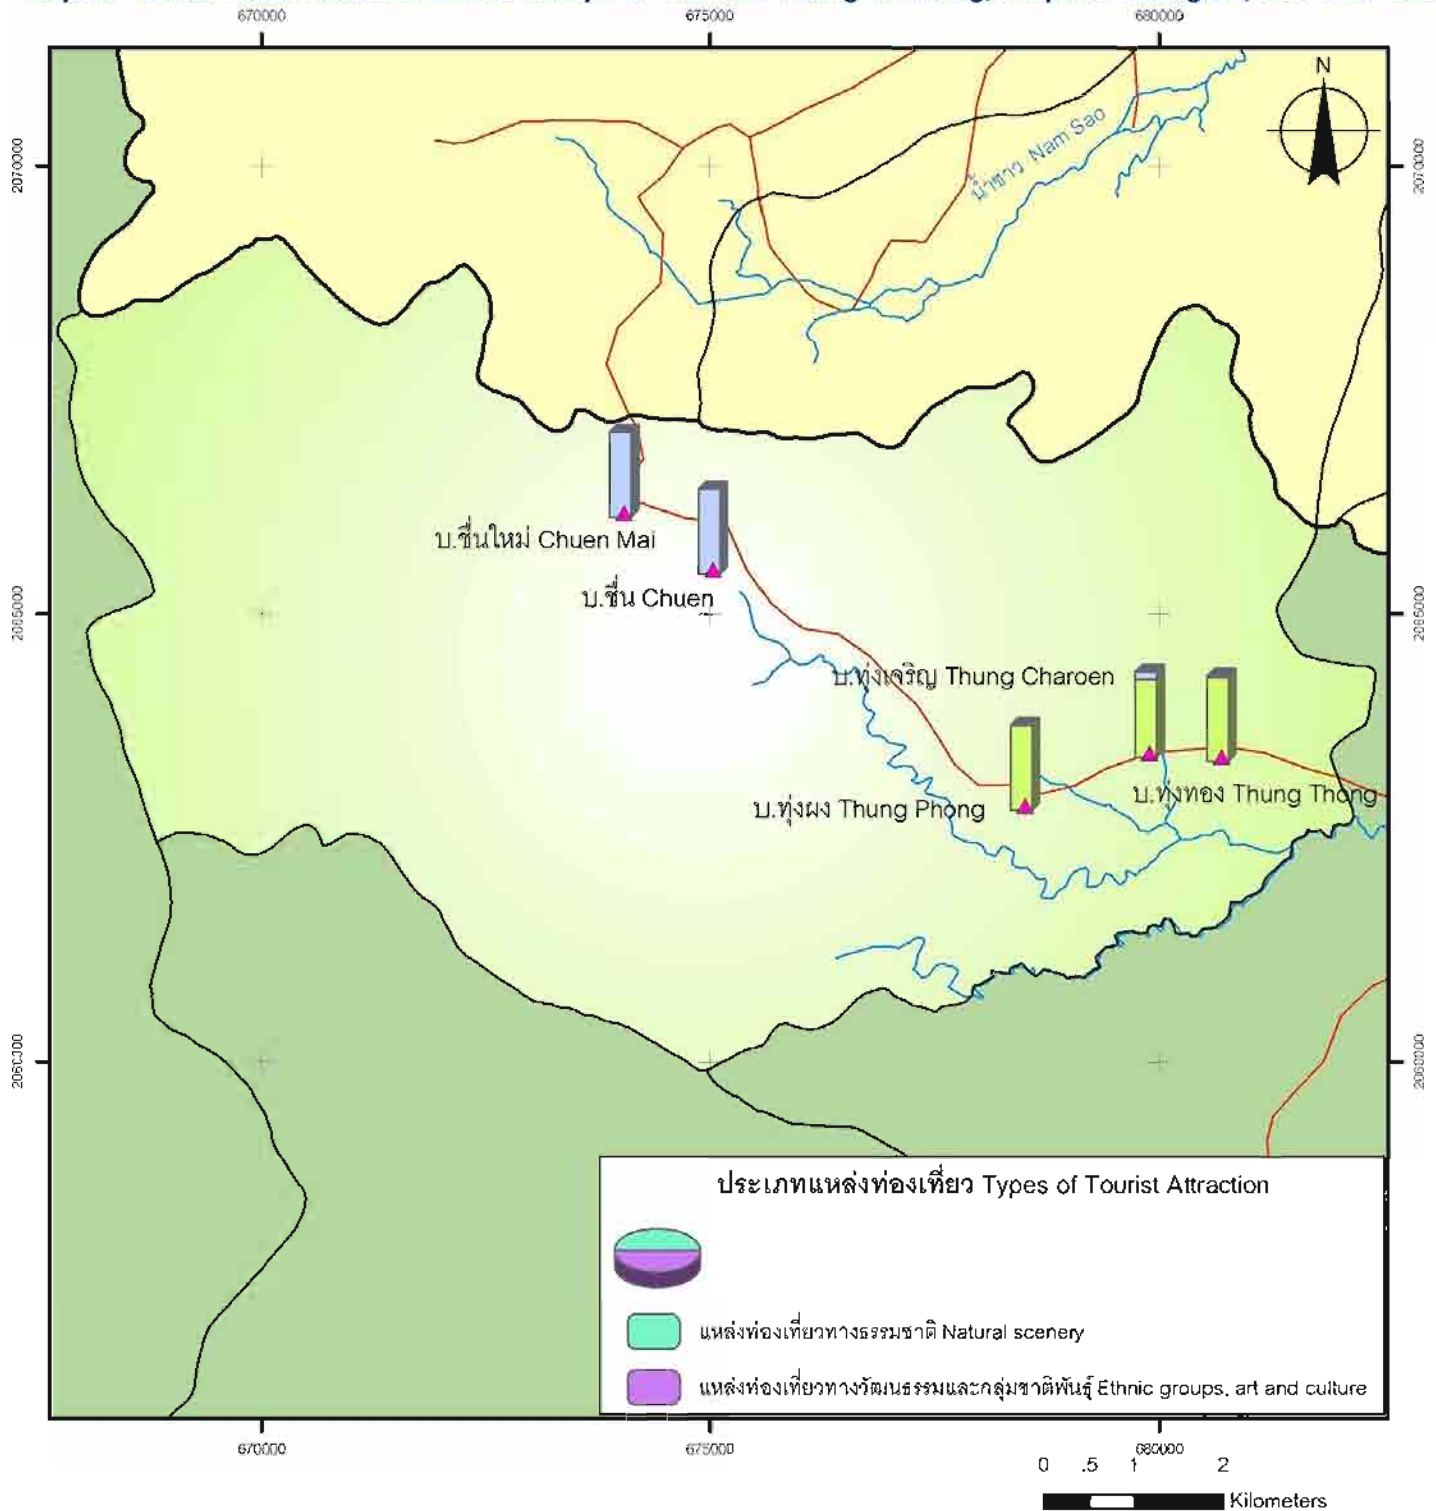 670000 675000 680000
N
2070000 2070000
น้ำซาว Nam Sao
บ.ชื่นใหม่ Chuen Mai
บ.ชื่น Chuen
2065000 2065000
บ.ทุ่งเจริญ Thung Charoen
บ.ทุ่งผง Thung Phong
บ.ทุ่งทอง Thung Thong
2060000 2060000
ประเภทแหล่งท่องเที่ยว Types of Tourist Attraction
แหล่งท่องเที่ยวทางธรรมชาติ Natural scenery
แหล่งท่องเที่ยวทางวัฒนธรรมและกลุ่มชาติพันธุ์ Ethnic groups, art and culture
670000 675000 680000
0 .5 1 2
Kilometers